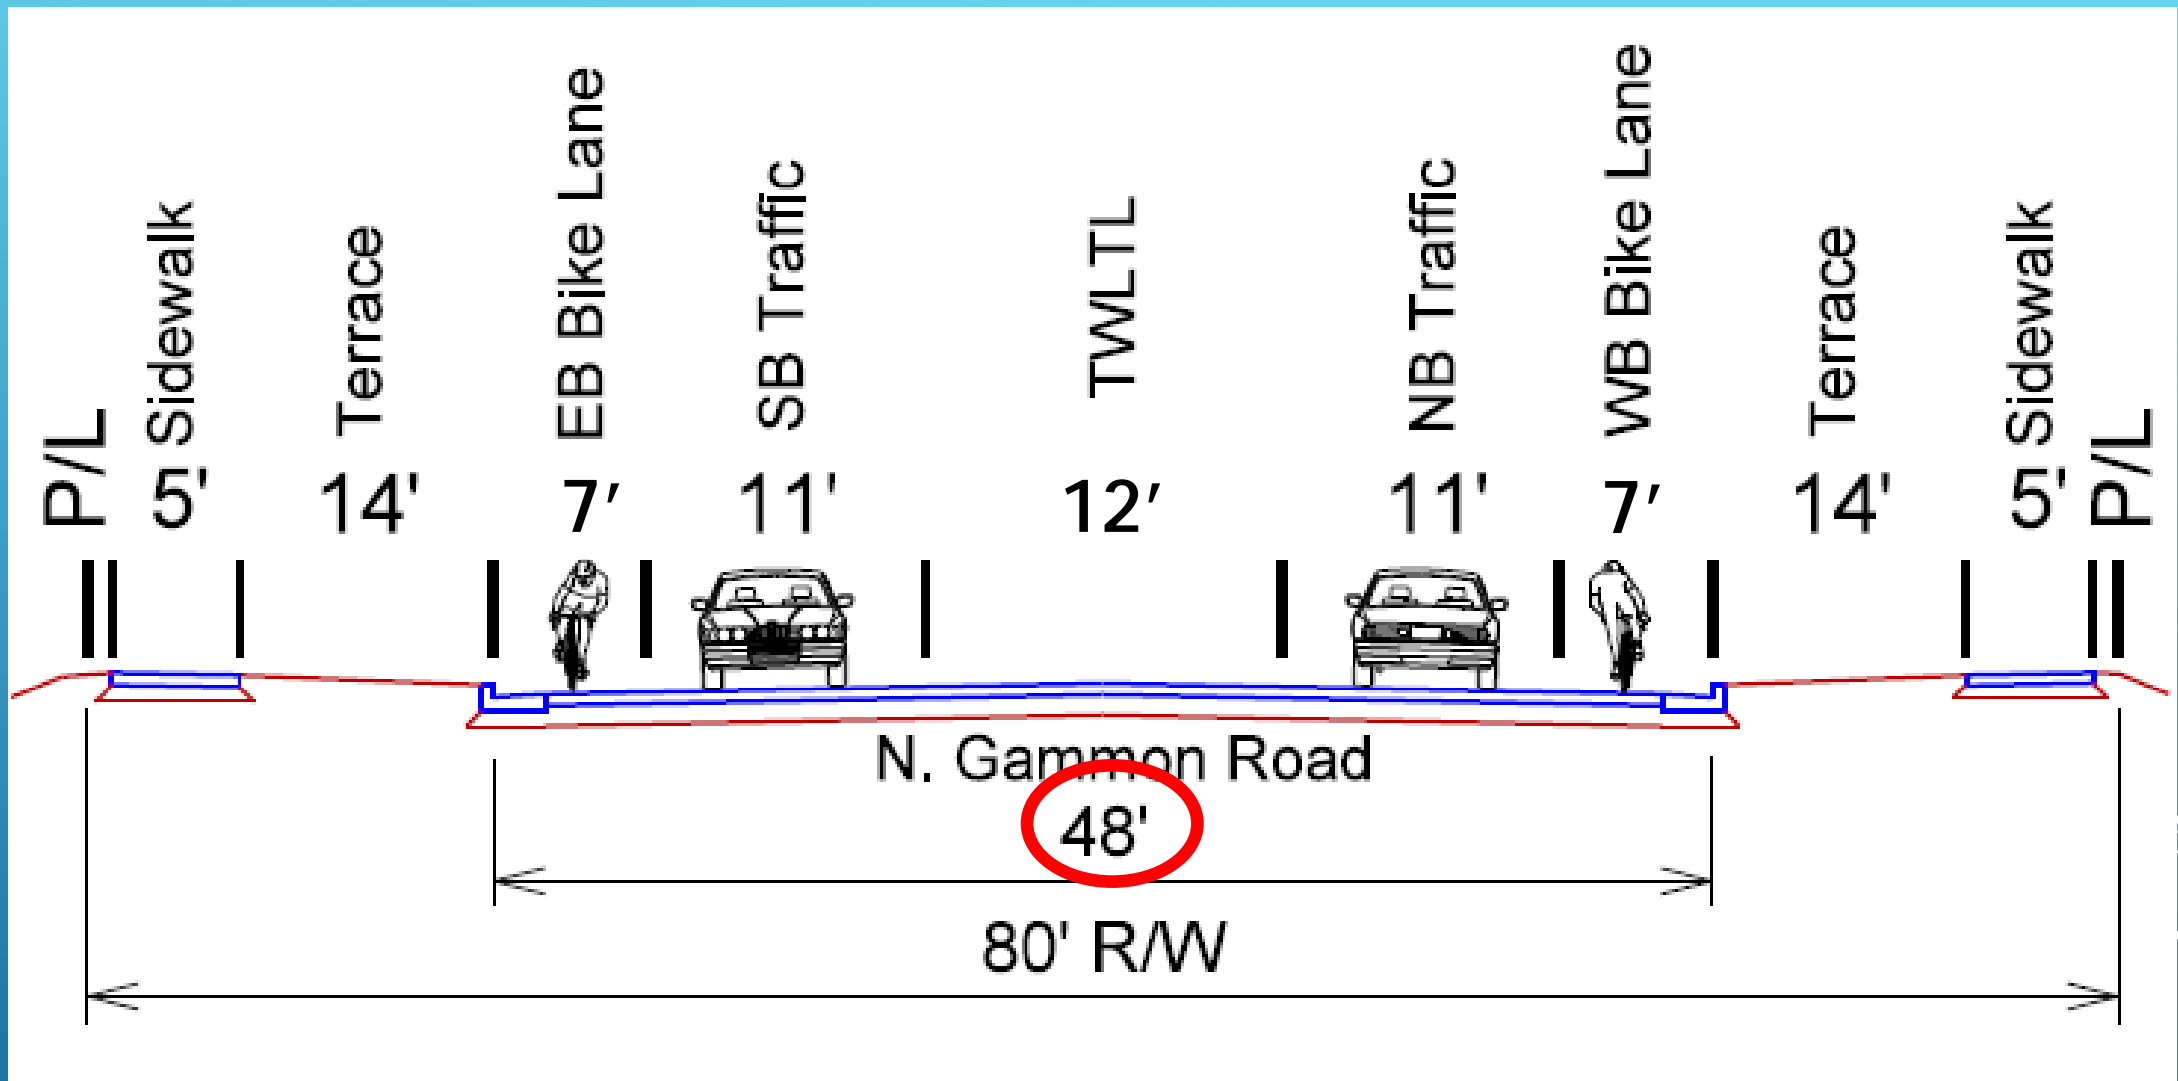 P/L
Sidewalk
5'
Terrace
14'
EB Bike Lane
7'
SB Traffic
11'
TWLTL
12'
NB Traffic
11'
WB Bike Lane
7'
Terrace
14'
Sidewalk
5'
P/L
N. Gammon Road
48'
80' R/W